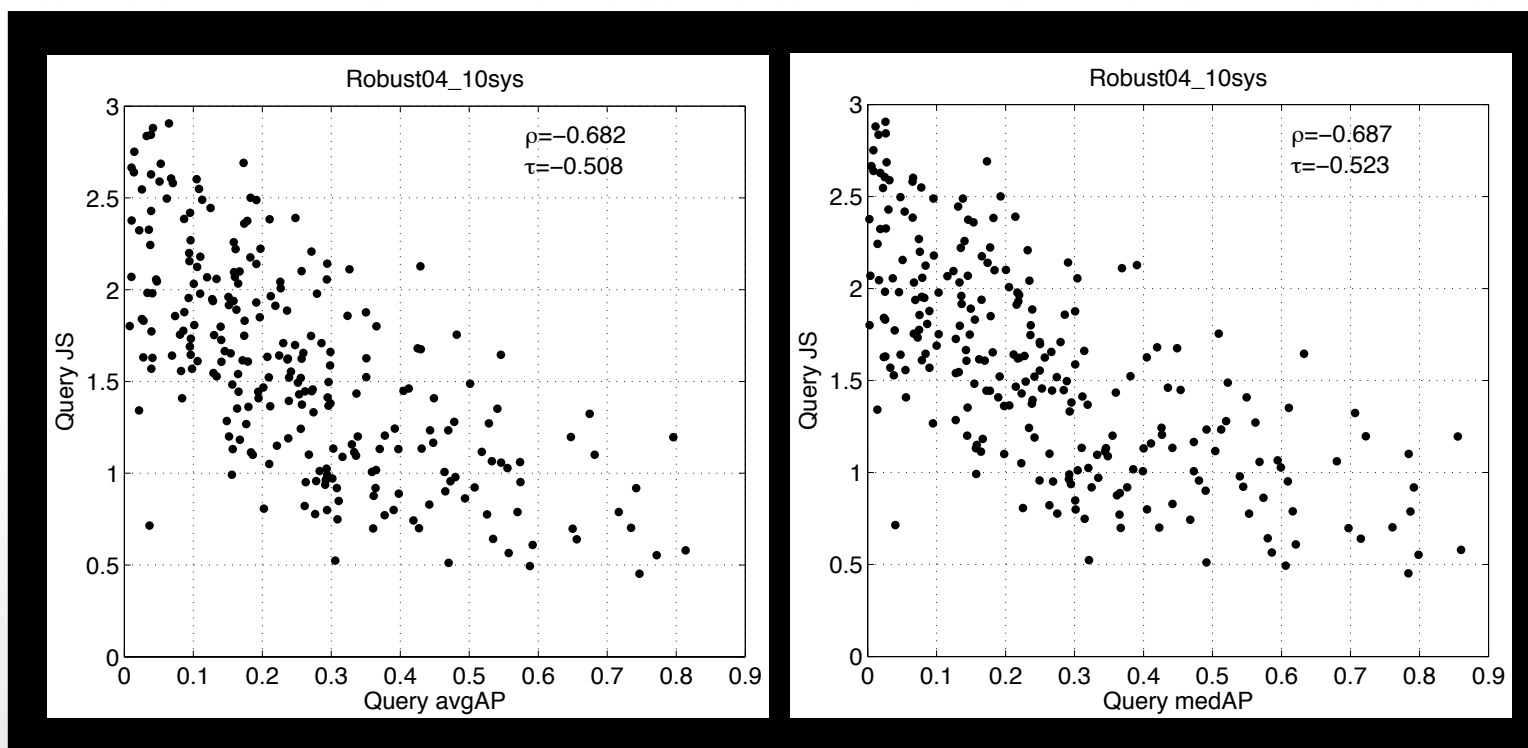 Robust04_10sys
ρ=−0.682
τ=−0.508
3
2.5
2
1.5
1
0.5
0
Query JS
0 0.1 0.2 0.3 0.4 0.5 0.6 0.7 0.8 0.9
Query avgAP
Robust04_10sys
ρ=−0.687
τ=−0.523
3
2.5
2
1.5
1
0.5
0
Query JS
0 0.1 0.2 0.3 0.4 0.5 0.6 0.7 0.8 0.9
Query medAP